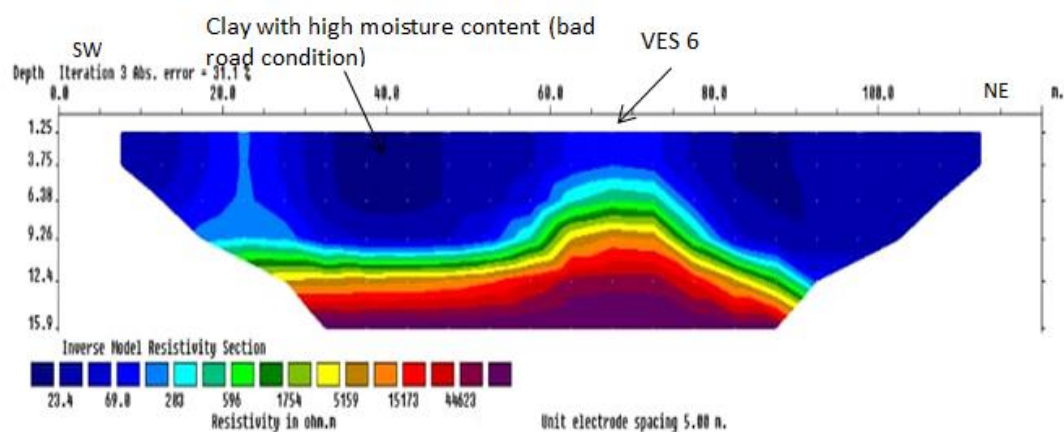 Clay with high moisture content (bad
road condition)
VES 6
SW
NE
Depth Iteration 3 Abs. error = 31.1 %
0.0 20.0 40.0 60.0 80.0 100.0 m.
1.25
3.75
6.38
9.26
12.4
15.9
Inverse Model Resistivity Section
23.4 69.0 203 596 1754 5159 15173 44623
Resistivity in ohm.m
Unit electrode spacing 5.00 m.